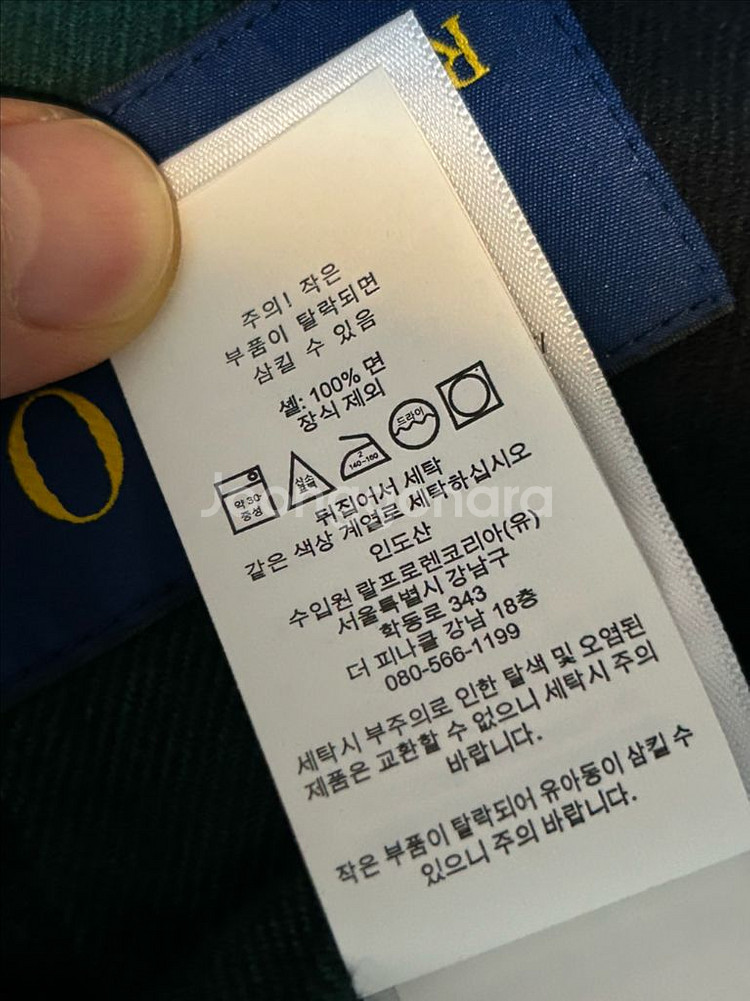 R
O
주의! 작은
부품이 탈락되면
삼킬 수 있음
셸: 100% 면
장식 제외
약 30
중성
2
140-160
드라이
뒤집어서 세탁
같은 색상 계열로 세탁하십시오
인도산
수입원 랄프로렌코리아(유)
서울특별시 강남구
학동로 343
더 피나클 강남 18층
080-566-1199
세탁시 부주의로 인한 탈색 및 오염된
제품은 교환할 수 없으니 세탁시 주의
바랍니다.
작은 부품이 탈락되어 유아동이 삼킬 수
있으니 주의 바랍니다.